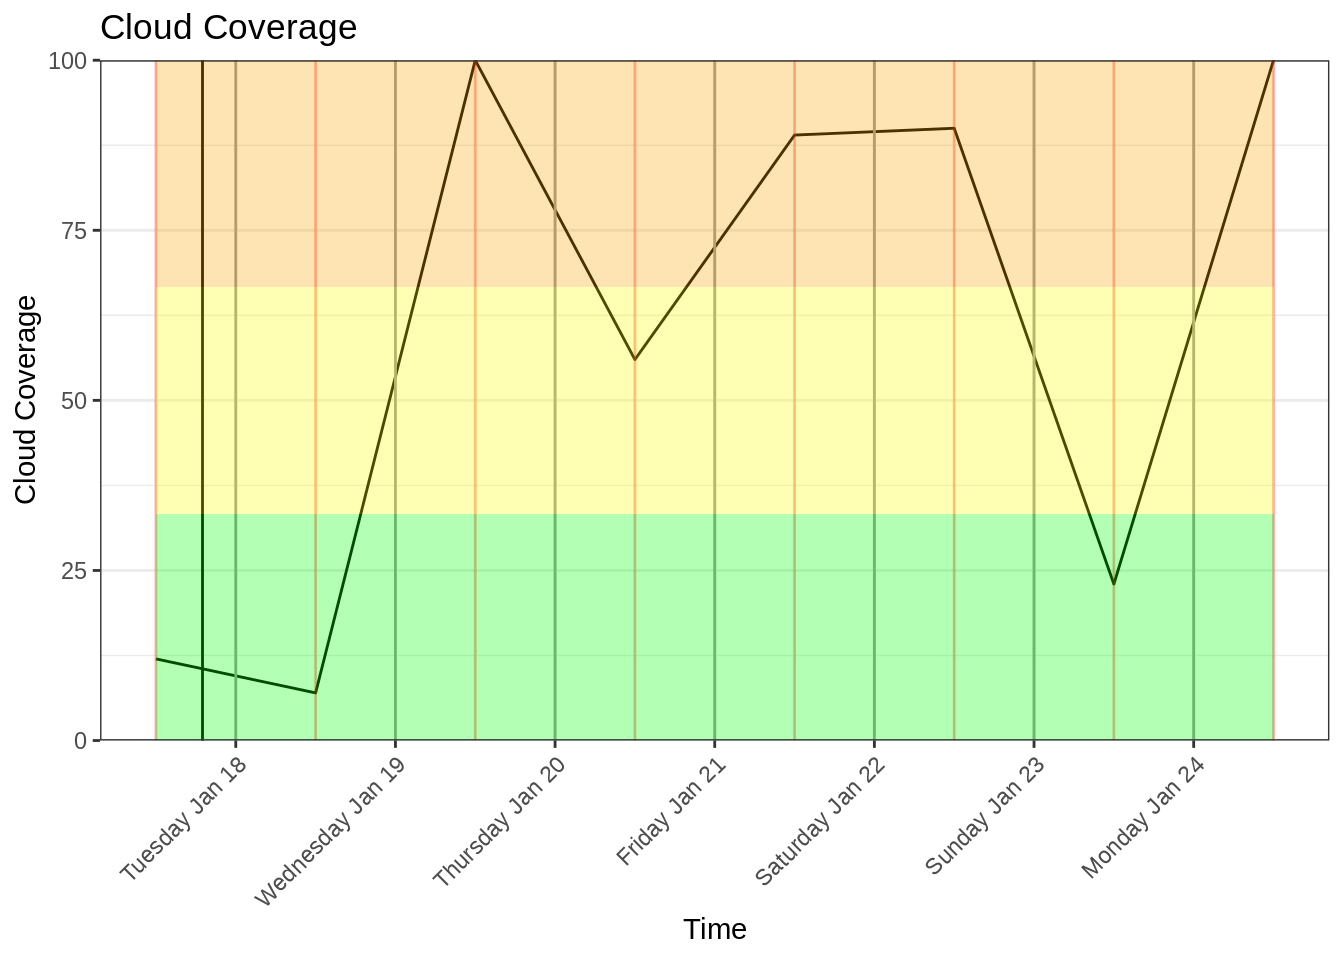 Cloud Coverage
100
75
50
25
0
Cloud Coverage
Tuesday Jan 18
Wednesday Jan 19
Thursday Jan 20
Friday Jan 21
Saturday Jan 22
Sunday Jan 23
Monday Jan 24
Time